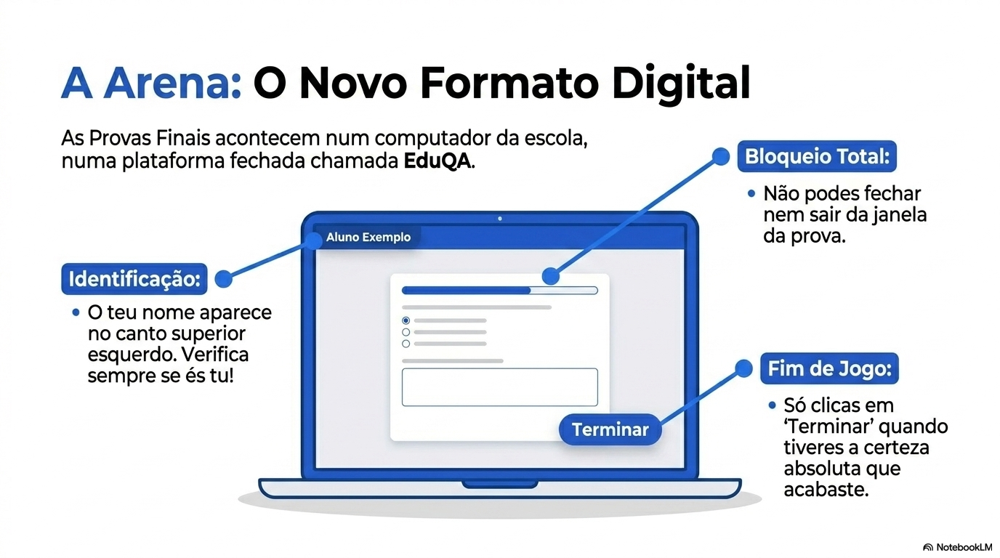 A Arena: O Novo Formato Digital
As Provas Finais acontecem num computador da escola,
numa plataforma fechada chamada EduQA.
Bloqueio Total:
• Não podes fechar
nem sair da janela
da prova.
Aluno Exemplo
Identificação:
• O teu nome aparece
no canto superior
esquerdo. Verifica
sempre se és tu!
Fim de Jogo:
• Só clicas em
‘Terminar’ quando
tiveres a certeza
absoluta que
acabaste.
Terminar
NotebookLM